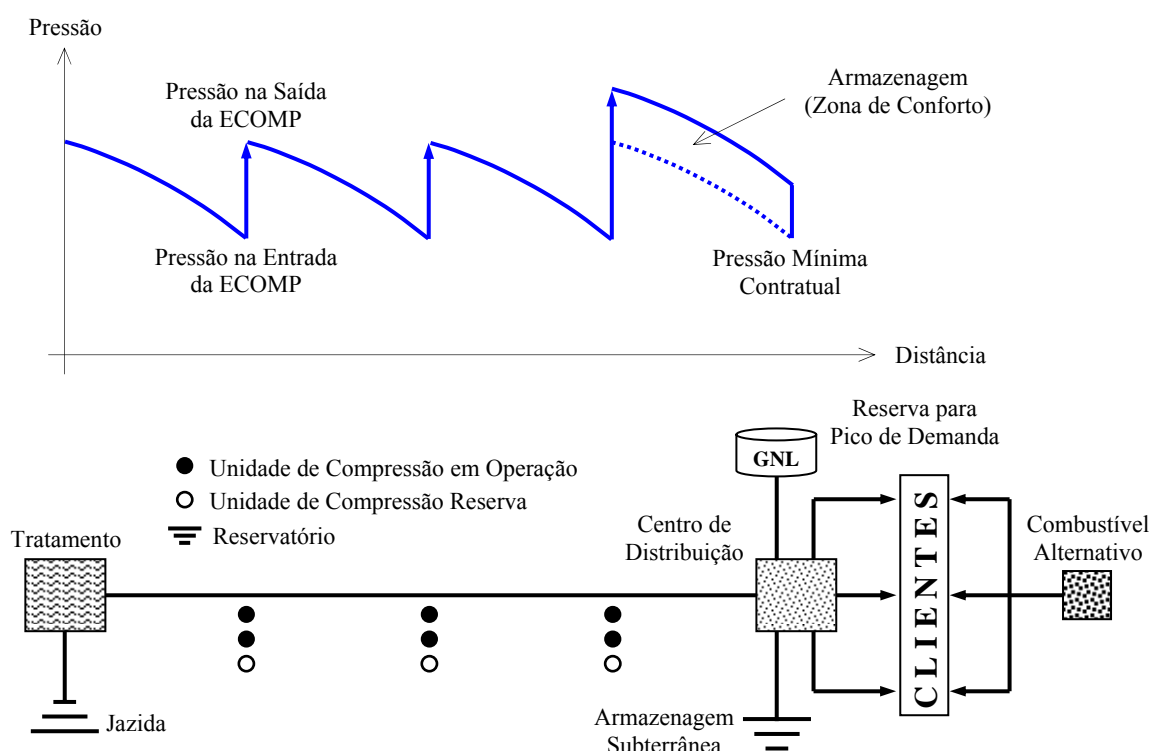 Pressão
Pressão na Saída
da ECOMP
Armazenagem
(Zona de Conforto)
Pressão na Entrada
da ECOMP
Pressão Mínima
Contratual
Distância
Reserva para
Pico de Demanda
GNL
Unidade de Compressão em Operação
Unidade de Compressão Reserva
Reservatório
Tratamento
Centro de
Distribuição
CLIENTES
Combustível
Alternativo
Jazida
Armazenagem
Subterrânea